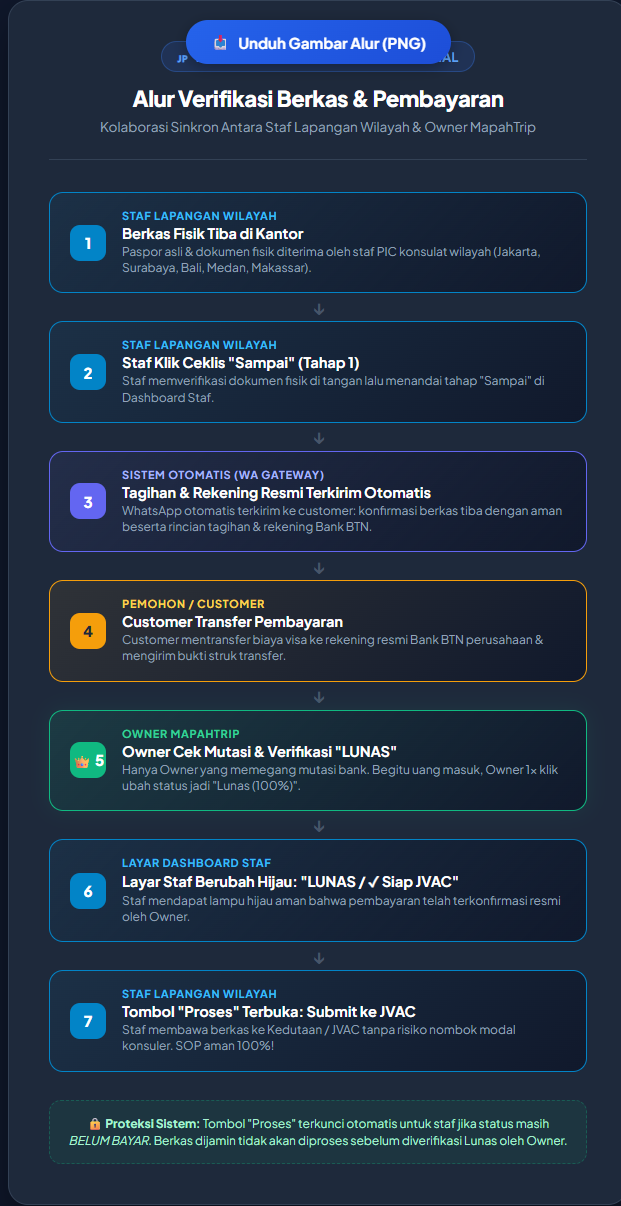 Unduh Gambar Alur (PNG)
JP
AL
Alur Verifikasi Berkas & Pembayaran
Kolaborasi Sinkron Antara Staf Lapangan Wilayah & Owner MapahTrip
STAF LAPANGAN WILAYAH
1
Berkas Fisik Tiba di Kantor
Paspor asli & dokumen fisik diterima oleh staf PIC konsulat wilayah (Jakarta,
Surabaya, Bali, Medan, Makassar).
↓
STAF LAPANGAN WILAYAH
2
Staf Klik Ceklis "Sampai" (Tahap 1)
Staf memverifikasi dokumen fisik di tangan lalu menandai tahap "Sampai" di
Dashboard Staf.
↓
SISTEM OTOMATIS (WA GATEWAY)
3
Tagihan & Rekening Resmi Terkirim Otomatis
WhatsApp otomatis terkirim ke customer: konfirmasi berkas tiba dengan aman
beserta rincian tagihan & rekening Bank BTN.
↓
PEMOHON / CUSTOMER
4
Customer Transfer Pembayaran
Customer mentransfer biaya visa ke rekening resmi Bank BTN perusahaan &
mengirim bukti struk transfer.
↓
OWNER MAPAHTRIP
👑 5
Owner Cek Mutasi & Verifikasi "LUNAS"
Hanya Owner yang memegang mutasi bank. Begitu uang masuk, Owner 1x klik
ubah status jadi "Lunas (100%)".
↓
LAYAR DASHBOARD STAF
6
Layar Staf Berubah Hijau: "LUNAS / ✓ Siap JVAC"
Staf mendapat lampu hijau aman bahwa pembayaran telah terkonfirmasi resmi
oleh Owner.
↓
STAF LAPANGAN WILAYAH
7
Tombol "Proses" Terbuka: Submit ke JVAC
Staf membawa berkas ke Kedutaan / JVAC tanpa risiko nombok modal
konsuler. SOP aman 100%!
🔒 Proteksi Sistem: Tombol "Proses" terkunci otomatis untuk staf jika status masih
BELUM BAYAR. Berkas dijamin tidak akan diproses sebelum diverifikasi Lunas oleh Owner.